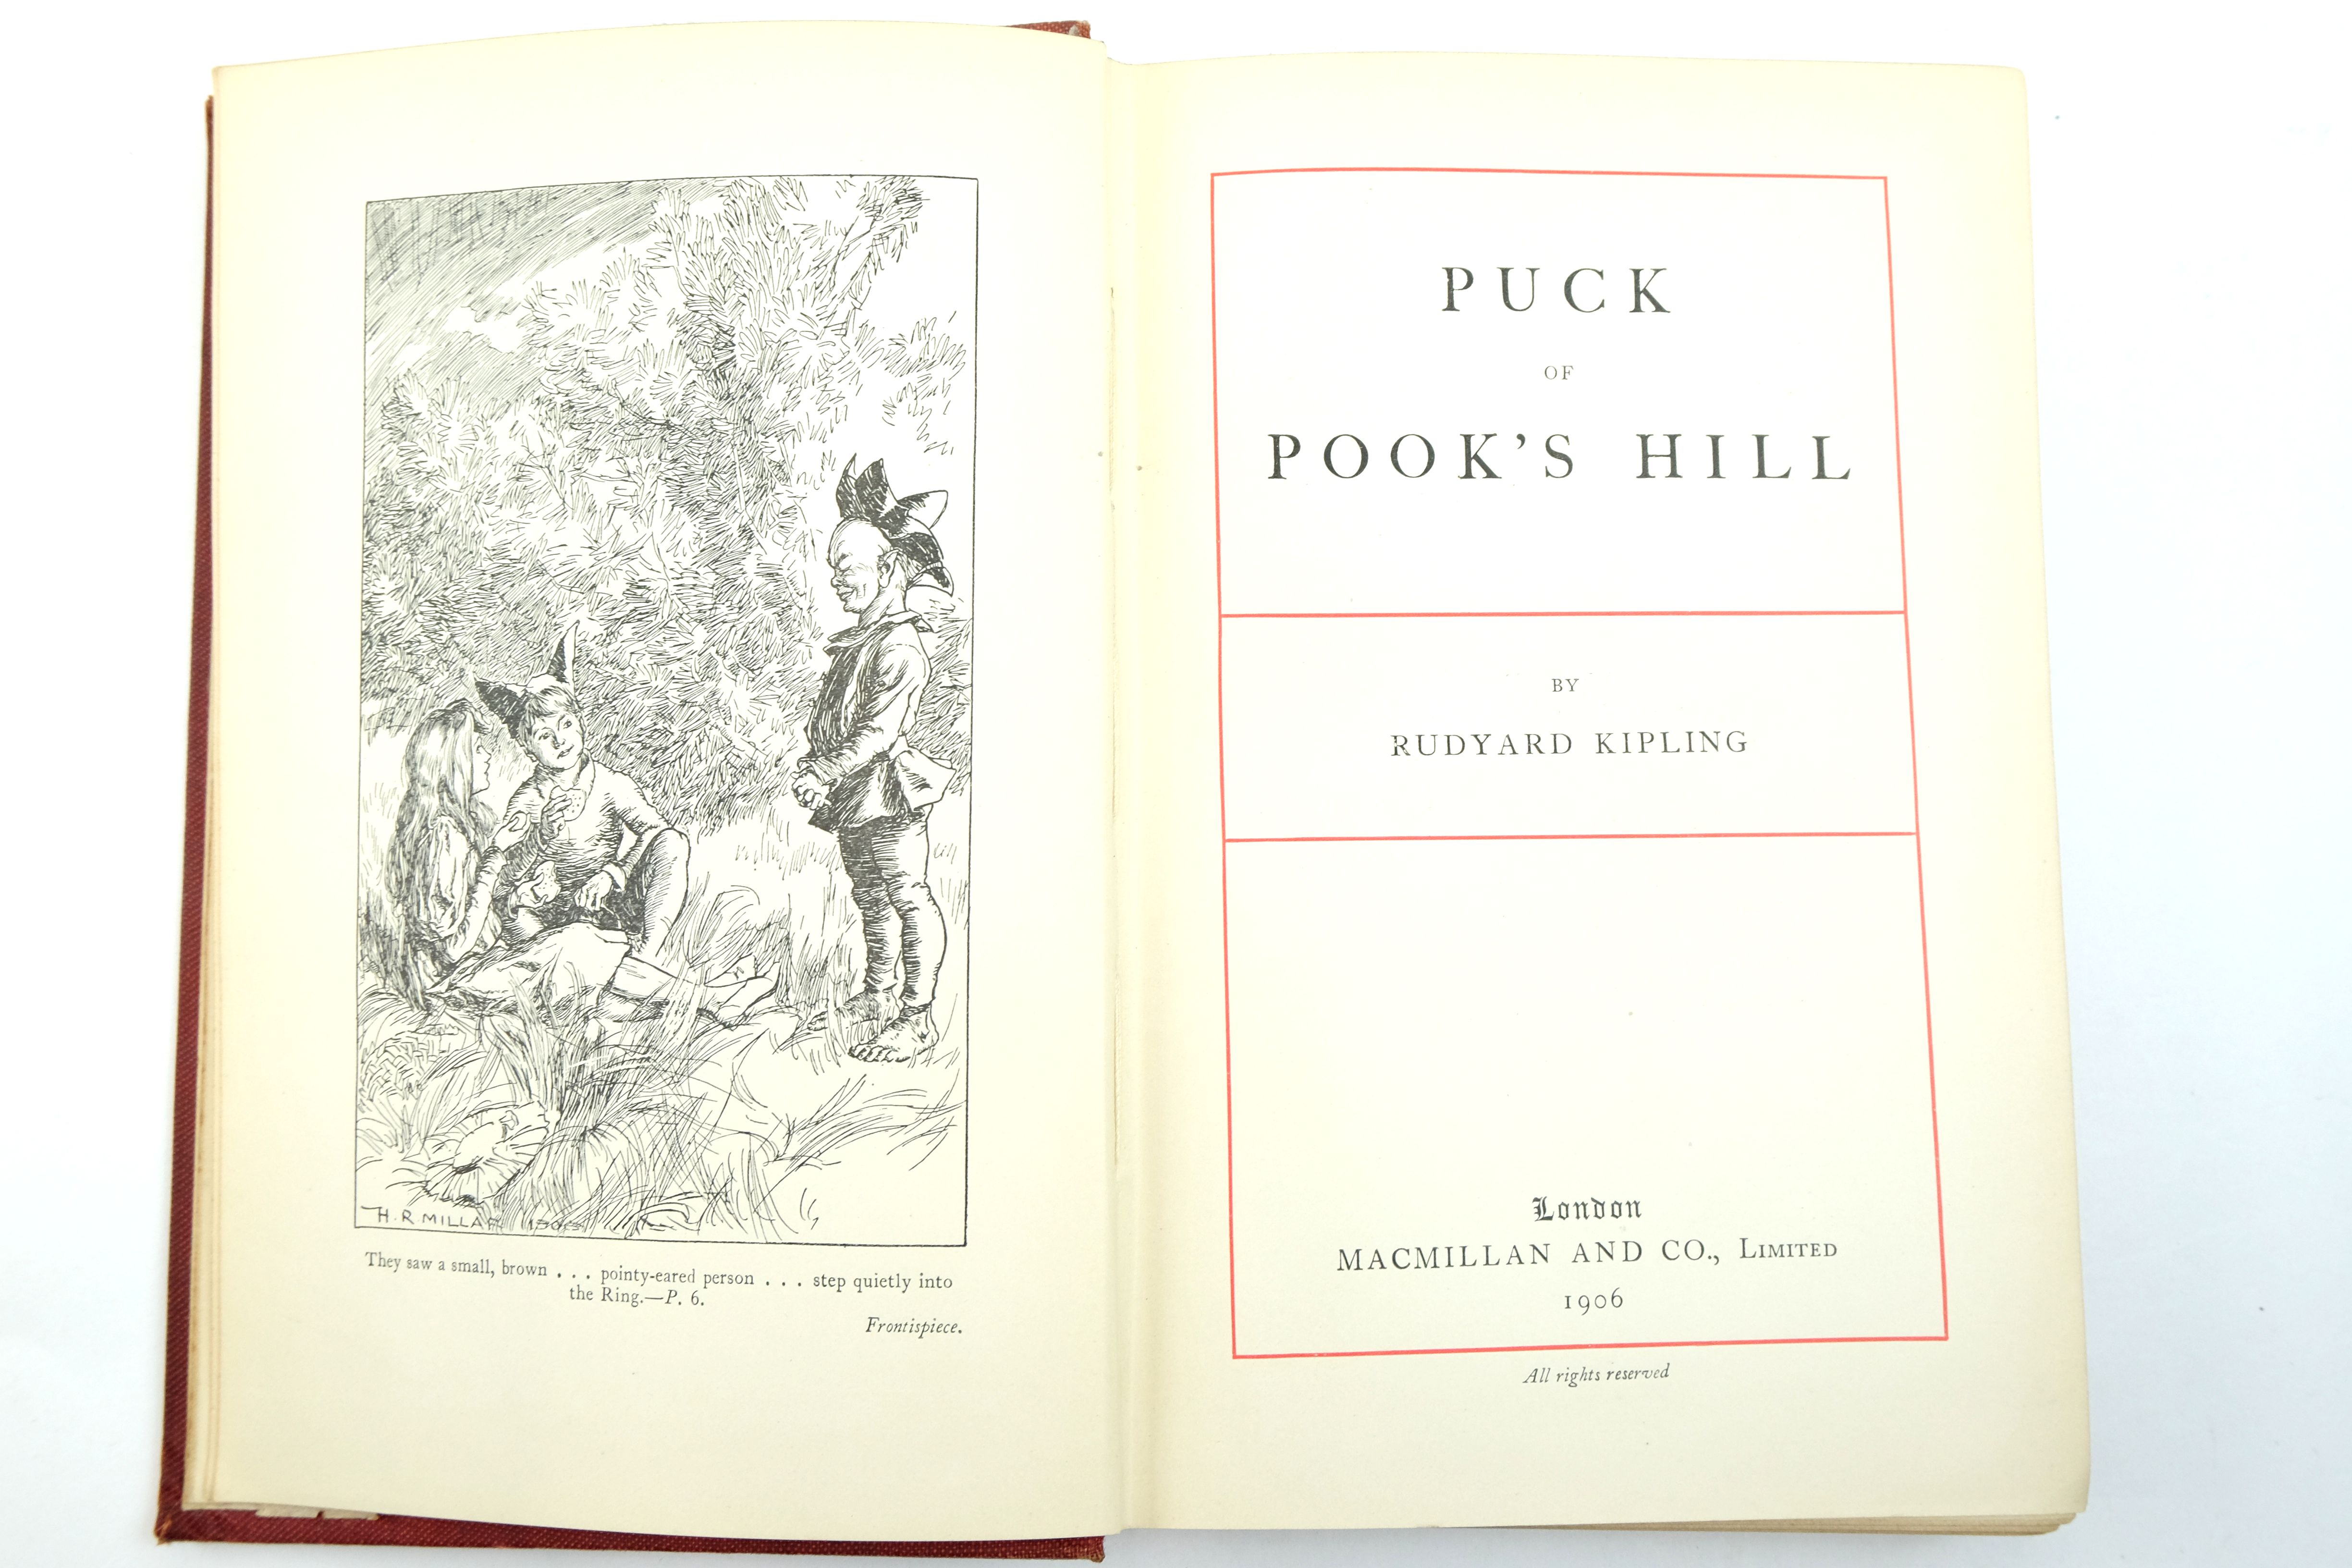 H. R. MILLAR
They saw a small, brown . . . pointy-eared person . . . step quietly into
the Ring.—P. 6.
Frontispiece.
PUCK
OF
POOK'S HILL
BY
RUDYARD KIPLING
London
MACMILLAN AND CO., LIMITED
1906
All rights reserved